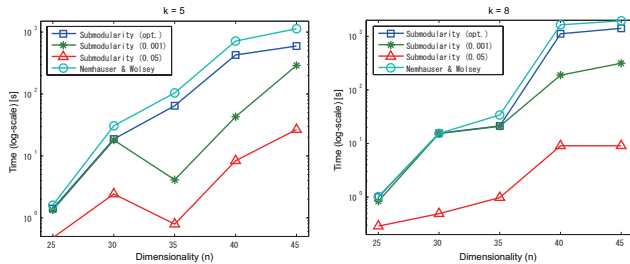 k = 5
Time (log-scale) [s]
10^3
10^2
10^1
10^0
Submodularity (opt.)
Submodularity (0.001)
Submodularity (0.05)
Nemhauser & Wolsey
25 30 35 40 45
Dimensionality (n)
k = 8
Time (log-scale) [s]
10^3
10^2
10^1
10^0
Submodularity (opt.)
Submodularity (0.001)
Submodularity (0.05)
Nemhauser & Wolsey
25 30 35 40 45
Dimensionality (n)